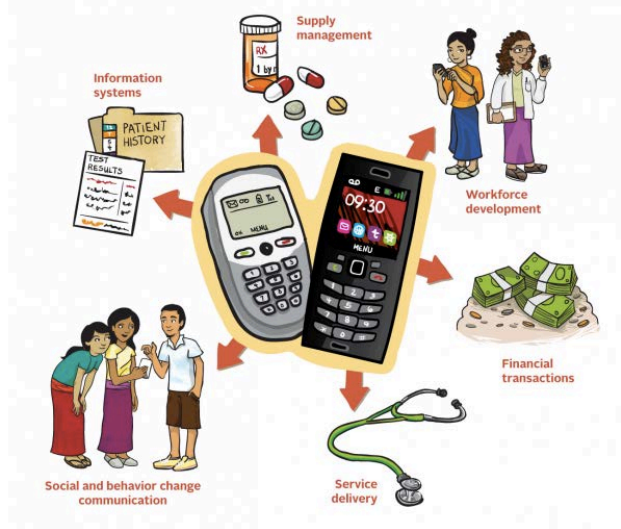 Supply
management
RX
1 by m
Information
systems
PATIENT
HISTORY
TEST
RESULTS
09:30
MENU
MENU
Workforce
development
Financial
transactions
Service
delivery
Social and behavior change
communication